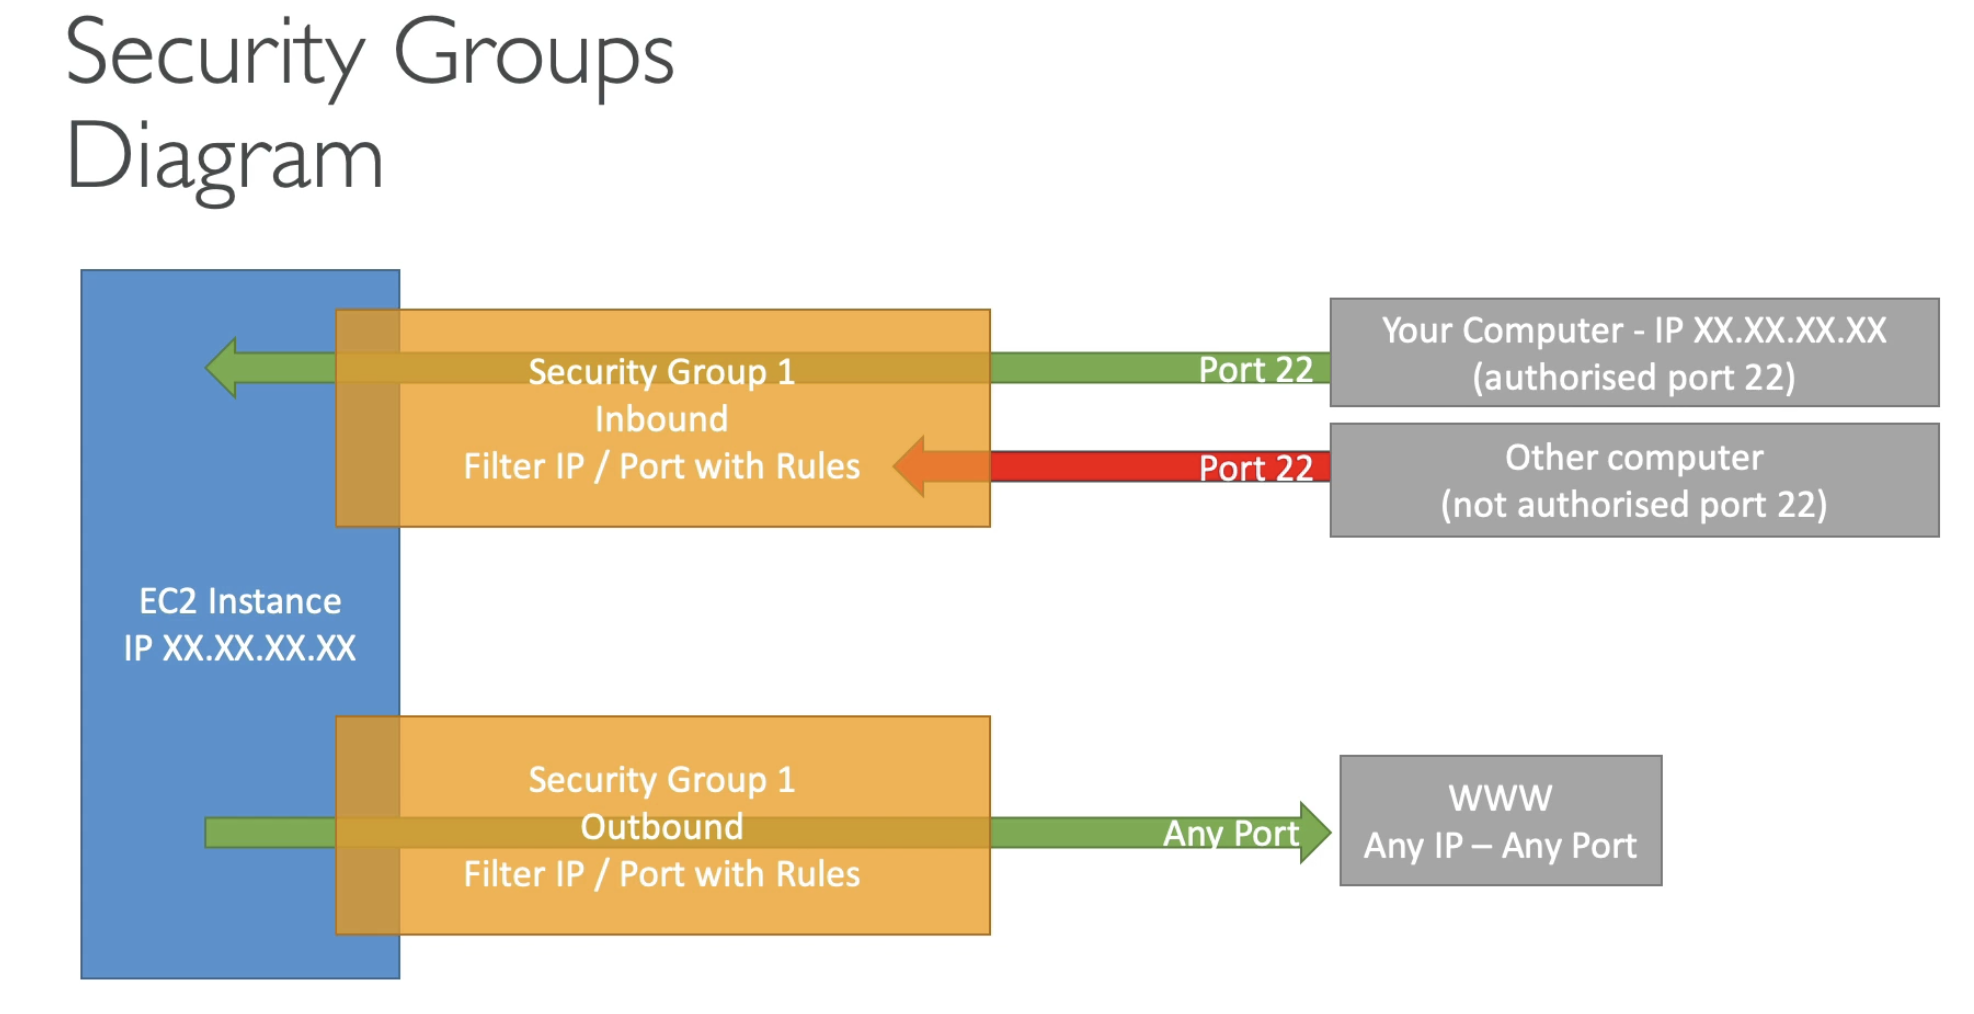 Security Groups
Diagram
Your Computer - IP XX.XX.XX.XX
(authorised port 22)
Port 22
Security Group 1
Inbound
Filter IP / Port with Rules
Port 22
Other computer
(not authorised port 22)
EC2 Instance
IP XX.XX.XX.XX
Security Group 1
Outbound
Filter IP / Port with Rules
Any Port
WWW
Any IP – Any Port